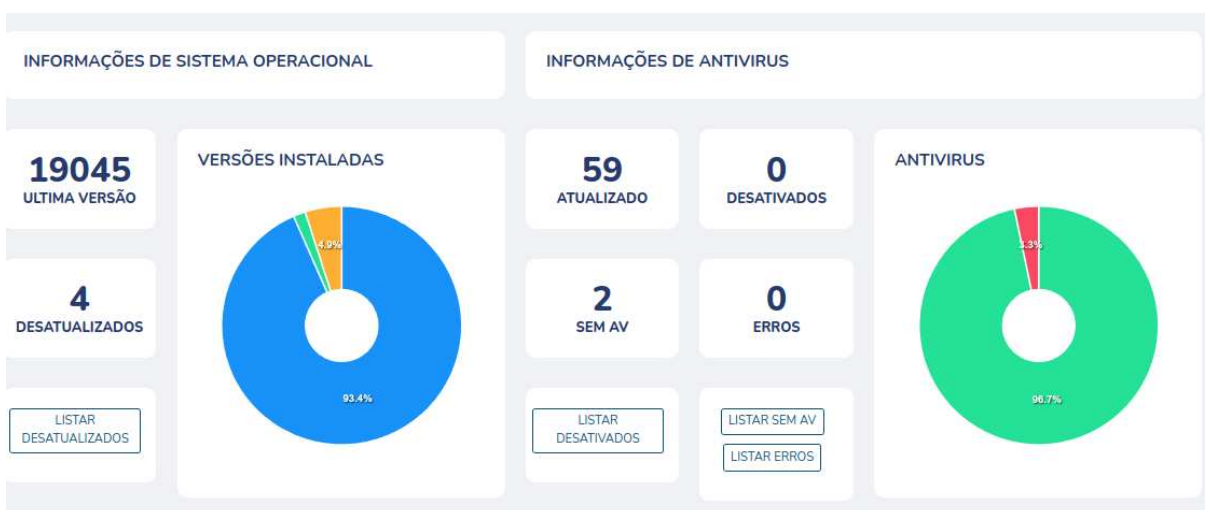 INFORMAÇÕES DE SISTEMA OPERACIONAL
INFORMAÇÕES DE ANTIVIRUS
19045
ULTIMA VERSÃO
4
DESATUALIZADOS
LISTAR
DESATUALIZADOS
VERSÕES INSTALADAS
4.9%
93.4%
59
ATUALIZADO
0
DESATIVADOS
2
SEM AV
0
ERROS
LISTAR
DESATIVADOS
LISTAR SEM AV
LISTAR ERROS
ANTIVIRUS
3.3%
96.7%